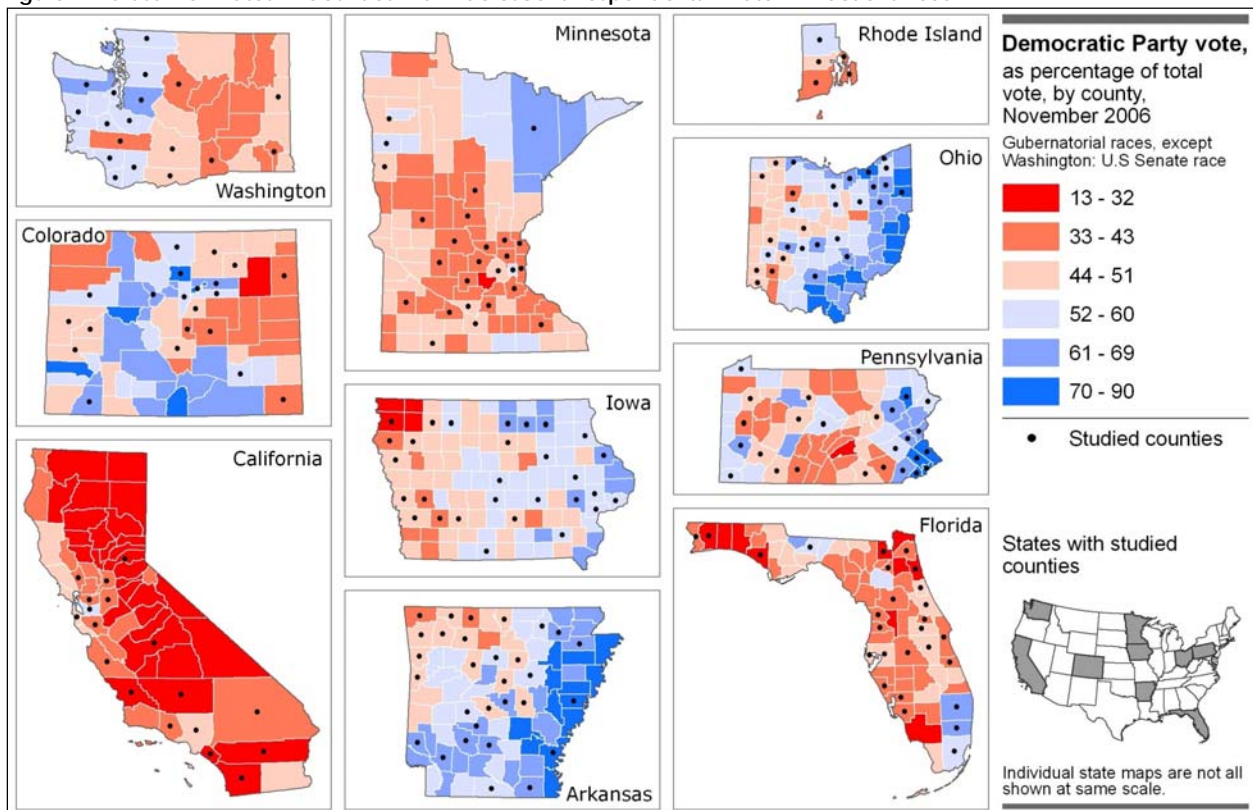 Minnesota
Washington
Colorado
California
Iowa
Arkansas
Rhode Island
Ohio
Pennsylvania
Florida
Democratic Party vote,
as percentage of total
vote, by county,
November 2006
Gubernatorial races, except
Washington: U.S Senate race
13 - 32
33 - 43
44 - 51
52 - 60
61 - 69
70 - 90
Studied counties
States with studied
counties
Individual state maps are not all
shown at same scale.